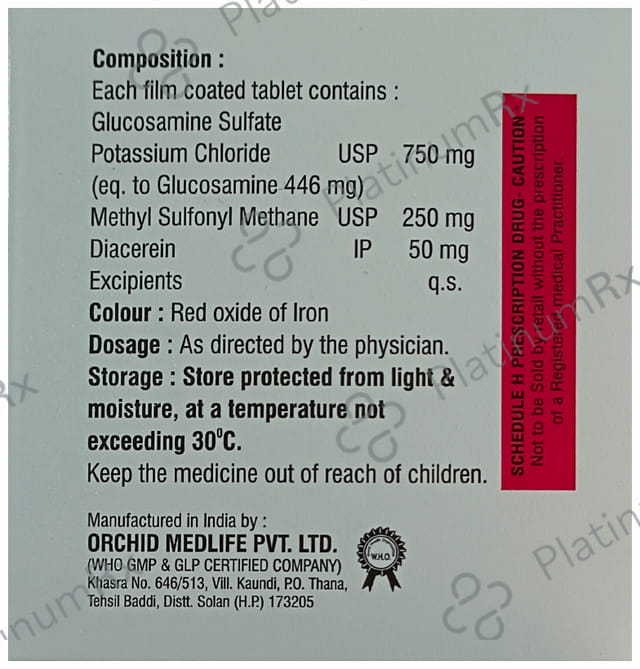 Composition :
Each film coated tablet contains :
Glucosamine Sulfate
Potassium Chloride USP 750 mg
(eq. to Glucosamine 446 mg)
Methyl Sulfonyl Methane USP 250 mg
Diacerein IP 50 mg
Excipients q.s.
Colour : Red oxide of Iron
Dosage : As directed by the physician.
Storage : Store protected from light &
moisture, at a temperature not
exceeding 30⁰C.
Keep the medicine out of reach of children.
Manufactured in India by :
ORCHID MEDLIFE PVT. LTD.
(WHO GMP & GLP CERTIFIED COMPANY)
Khasra No. 646/513, Vill. Kaundi, P.O. Thana,
Tehsil Baddi, Distt. Solan (H.P.) 173205
W.H.O.
SCHEDULE H PRESCRIPTION DRUG- CAUTION
Not to be Sold by retail without the prescription
of a Registered medical Practitioner.
PlatinumRx
PlatinumRx
PlatinumRx